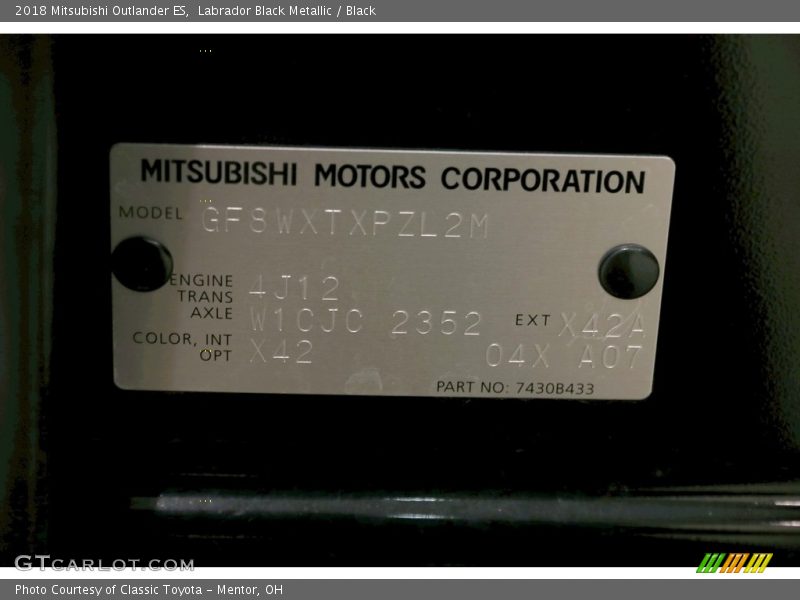 2018 Mitsubishi Outlander ES,  Labrador Black Metallic / Black
MITSUBISHI MOTORS CORPORATION
MODEL GF8WXTXPZL2M
ENGINE 4J12
TRANS
AXLE W1CJC 2352 EXT X42A
COLOR, INT X42 04X A07
OPT
PART NO: 7430B433
GTCARLOT.COM
Photo Courtesy of Classic Toyota – Mentor, OH